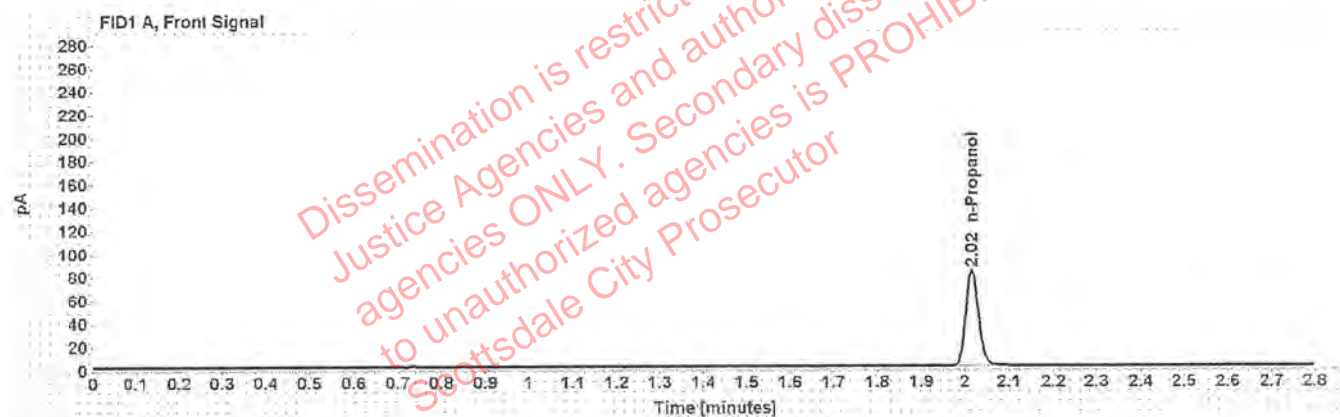 FID1 A, Front Signal
280
260
240
220
200
180
160
140
120
100
80
60
40
20
0
pA
2.02 n-Propanol
0 0.1 0.2 0.3 0.4 0.5 0.6 0.7 0.8 0.9 1 1.1 1.2 1.3 1.4 1.5 1.6 1.7 1.8 1.9 2 2.1 2.2 2.3 2.4 2.5 2.6 2.7 2.8
Time [minutes]
Dissemination is
Justice Agencies and
agencies ONLY. Secondary
to unauthorized agencies is
Scottsdale City Prosecutor